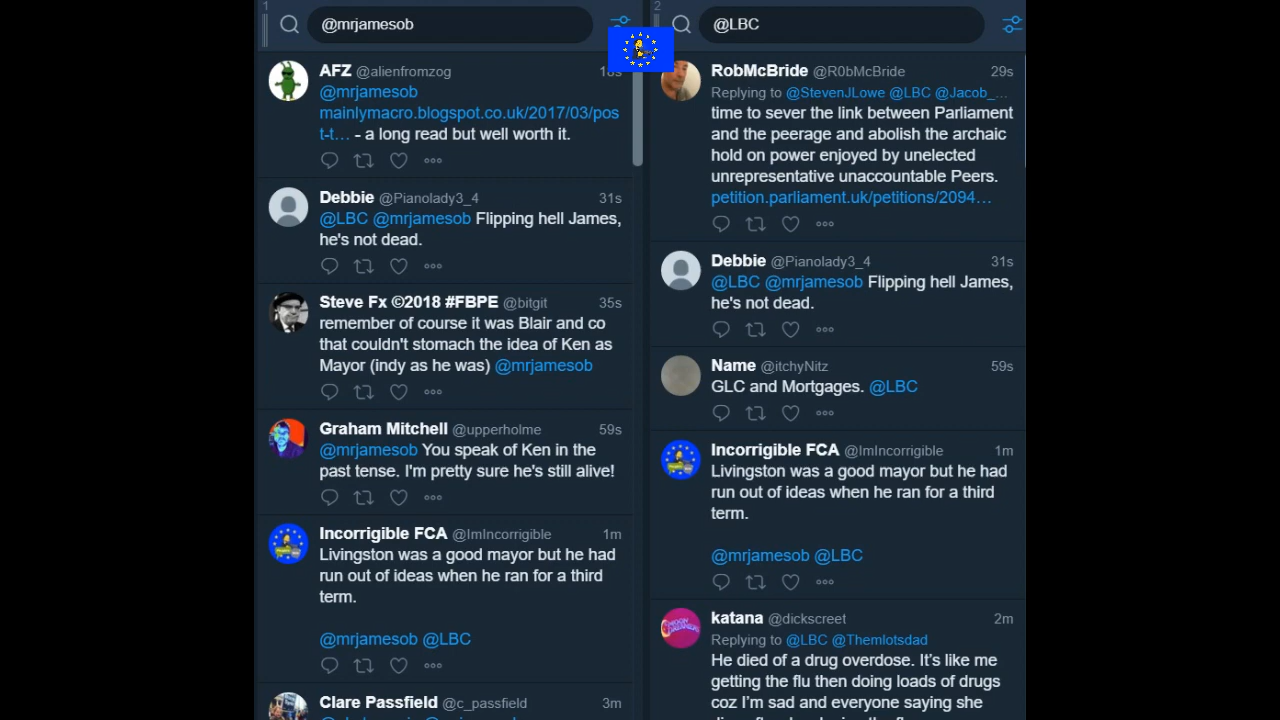 1
@mrjamesob
AFZ @alienfromzog 18s
@mrjamesob
mainlymacro.blogspot.co.uk/2017/03/pos
t-t… - a long read but well worth it.
Debbie @Pianolady3_4 31s
@LBC @mrjamesob Flipping hell James,
he's not dead.
Steve Fx ©2018 #FBPE @bitgit 35s
remember of course it was Blair and co
that couldn't stomach the idea of Ken as
Mayor (indy as he was) @mrjamesob
Graham Mitchell @upperholme 59s
@mrjamesob You speak of Ken in the
past tense. I'm pretty sure he's still alive!
Incorrigible FCA @ImIncorrigible 1m
Livingston was a good mayor but he had
run out of ideas when he ran for a third
term.
@mrjamesob @LBC
Clare Passfield @c_passfield 3m
2
@LBC
RobMcBride @R0bMcBride 29s
Replying to @StevenJLowe @LBC @Jacob_…
time to sever the link between Parliament
and the peerage and abolish the archaic
hold on power enjoyed by unelected
unrepresentative unaccountable Peers.
petition.parliament.uk/petitions/2094…
Debbie @Pianolady3_4 31s
@LBC @mrjamesob Flipping hell James,
he's not dead.
Name @itchyNitz 59s
GLC and Mortgages. @LBC
Incorrigible FCA @ImIncorrigible 1m
Livingston was a good mayor but he had
run out of ideas when he ran for a third
term.
@mrjamesob @LBC
katana @dickscreet 2m
Replying to @LBC @Themlotsdad
He died of a drug overdose. It's like me
getting the flu then doing loads of drugs
coz I'm sad and everyone saying she